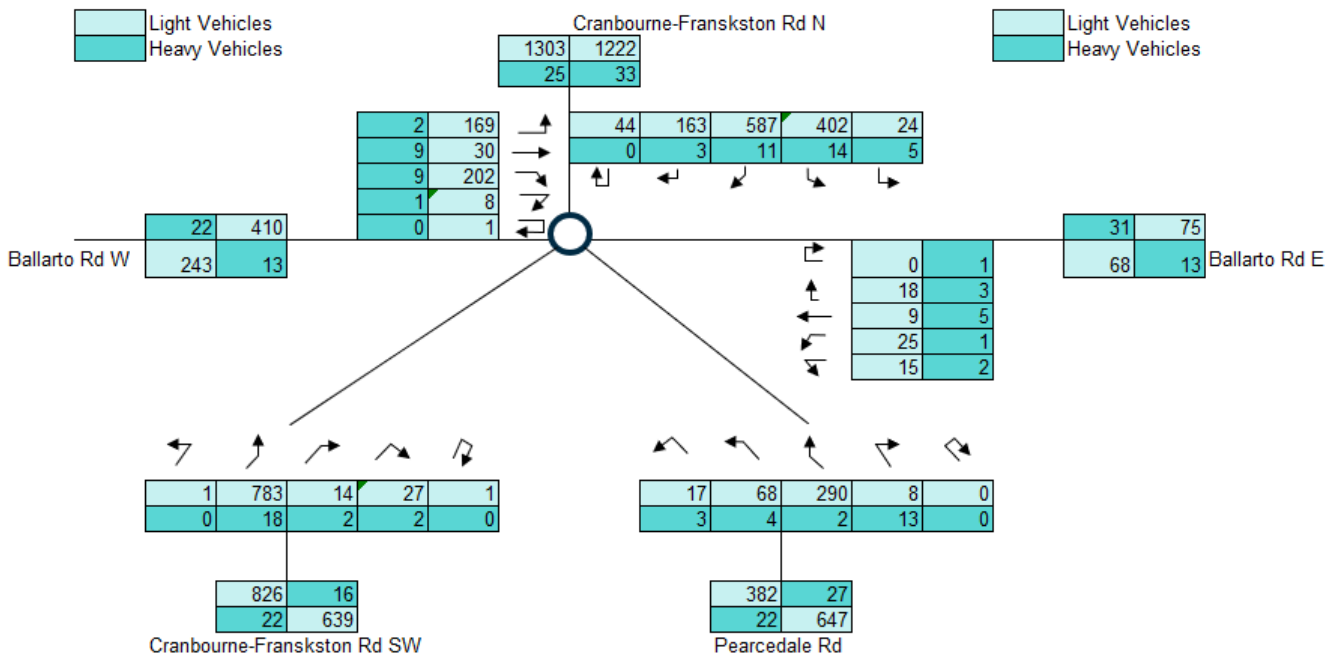 Light Vehicles
Heavy Vehicles
Cranbourne-Franskston Rd N
Light Vehicles
Heavy Vehicles
1303 1222
25 33
2 169
9 30
9 202
1 8
0 1
44 163 587 402 24
0 3 11 14 5
22 410
243 13
Ballarto Rd W
31 75
68 13
Ballarto Rd E
0 1
18 3
9 5
25 1
15 2
1 783 14 27 1
0 18 2 2 0
17 68 290 8 0
3 4 2 13 0
826 16
22 639
Cranbourne-Franskston Rd SW
382 27
22 647
Pearcedale Rd